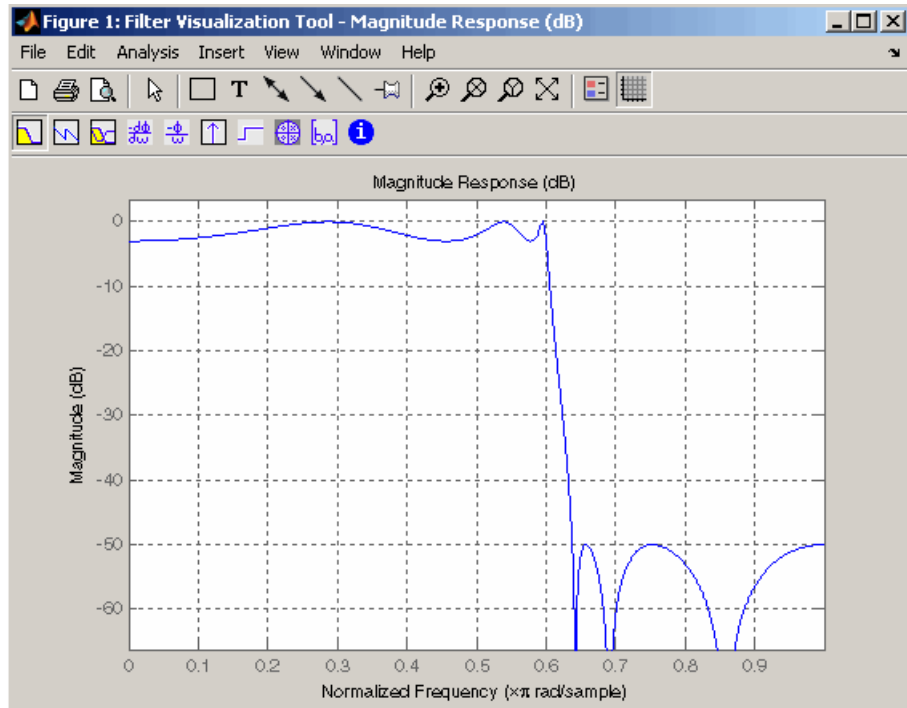 Figure 1: Filter Visualization Tool - Magnitude Response (dB)
File Edit Analysis Insert View Window Help
T
[b,a] i
Magnitude Response (dB)
0
-10
-20
-30
-40
-50
-60
Magnitude (dB)
0 0.1 0.2 0.3 0.4 0.5 0.6 0.7 0.8 0.9
Normalized Frequency (×π rad/sample)